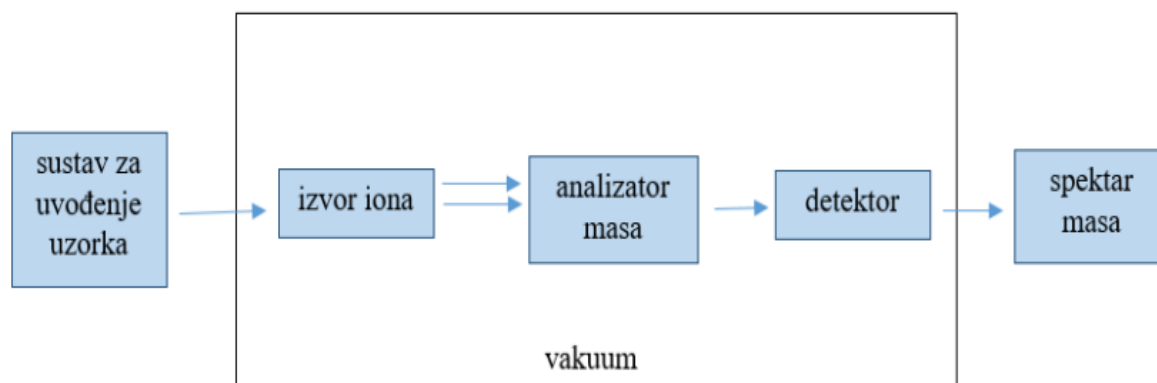 sustav za
uvođenje
uzorka
izvor iona
analizator
masa
detektor
spektar
masa
vakuum